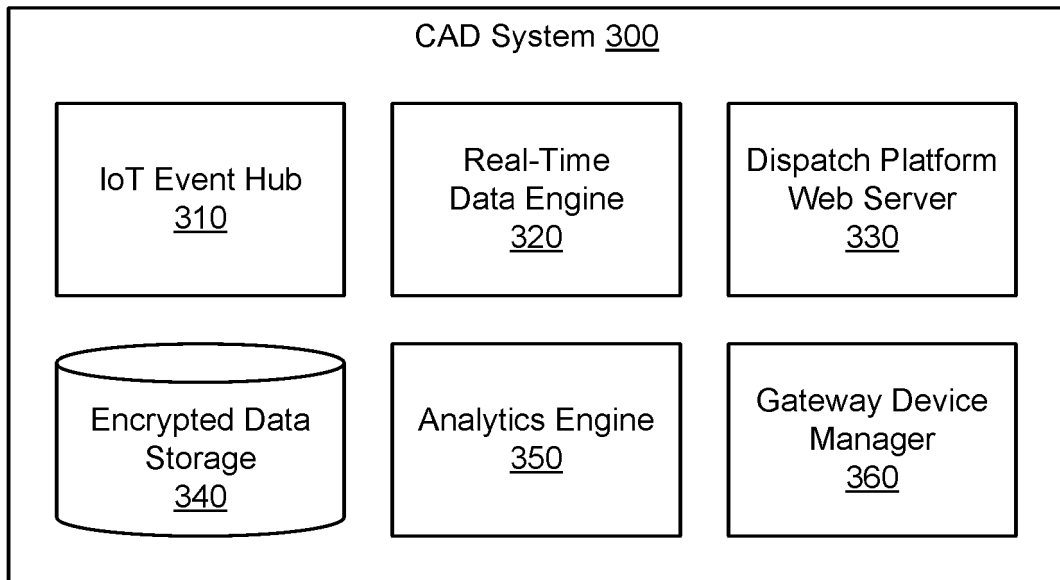 CAD System 300
IoT Event Hub
310
Real-Time
Data Engine
320
Dispatch Platform
Web Server
330
Encrypted Data
Storage
340
Analytics Engine
350
Gateway Device
Manager
360